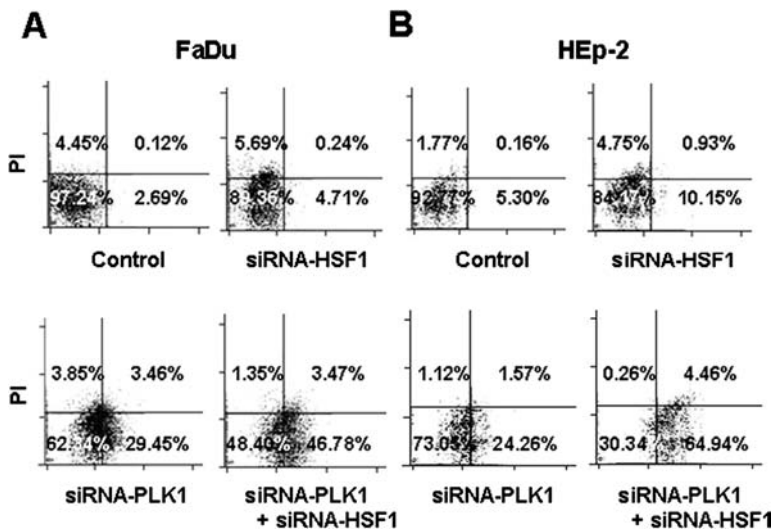 A B
FaDu HEp-2
PI
4.45% 0.12% 5.69% 0.24% 1.77% 0.16% 4.75% 0.93%
97.24% 2.69% 4.71% 92.77% 5.30% 10.15%
Control siRNA-HSF1 Control siRNA-HSF1
PI
3.85% 3.46% 1.35% 3.47% 1.12% 1.57% 0.26% 4.46%
29.45% 48.40% 46.78% 73.05% 24.26% 30.34 64.94%
siRNA-PLK1 siRNA-PLK1 siRNA-PLK1 siRNA-PLK1
+ siRNA-HSF1 + siRNA-HSF1